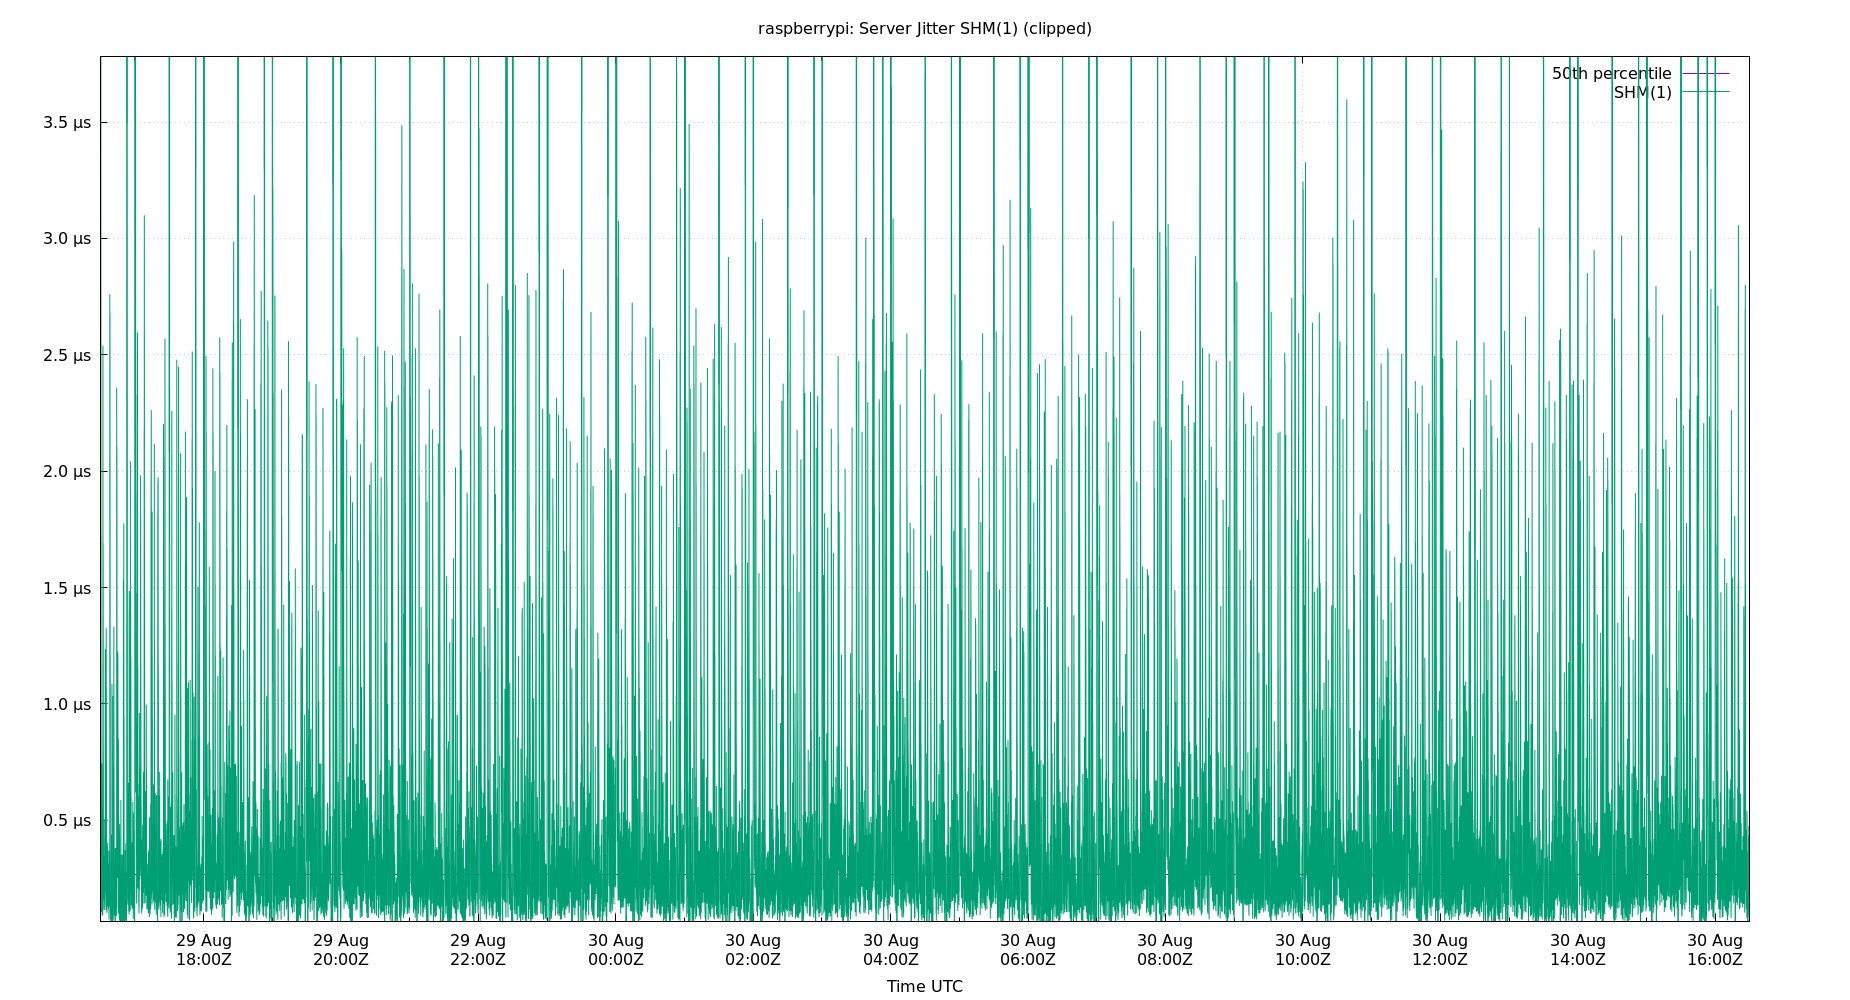 raspberrypi: Server Jitter SHM(1) (clipped)
50th percentile
SHM(1)
3.5 µs
3.0 µs
2.5 µs
2.0 µs
1.5 µs
1.0 µs
0.5 µs
29 Aug 29 Aug 29 Aug 30 Aug 30 Aug 30 Aug 30 Aug 30 Aug 30 Aug 30 Aug 30 Aug 30 Aug
18:00Z 20:00Z 22:00Z 00:00Z 02:00Z 04:00Z 06:00Z 08:00Z 10:00Z 12:00Z 14:00Z 16:00Z
Time UTC